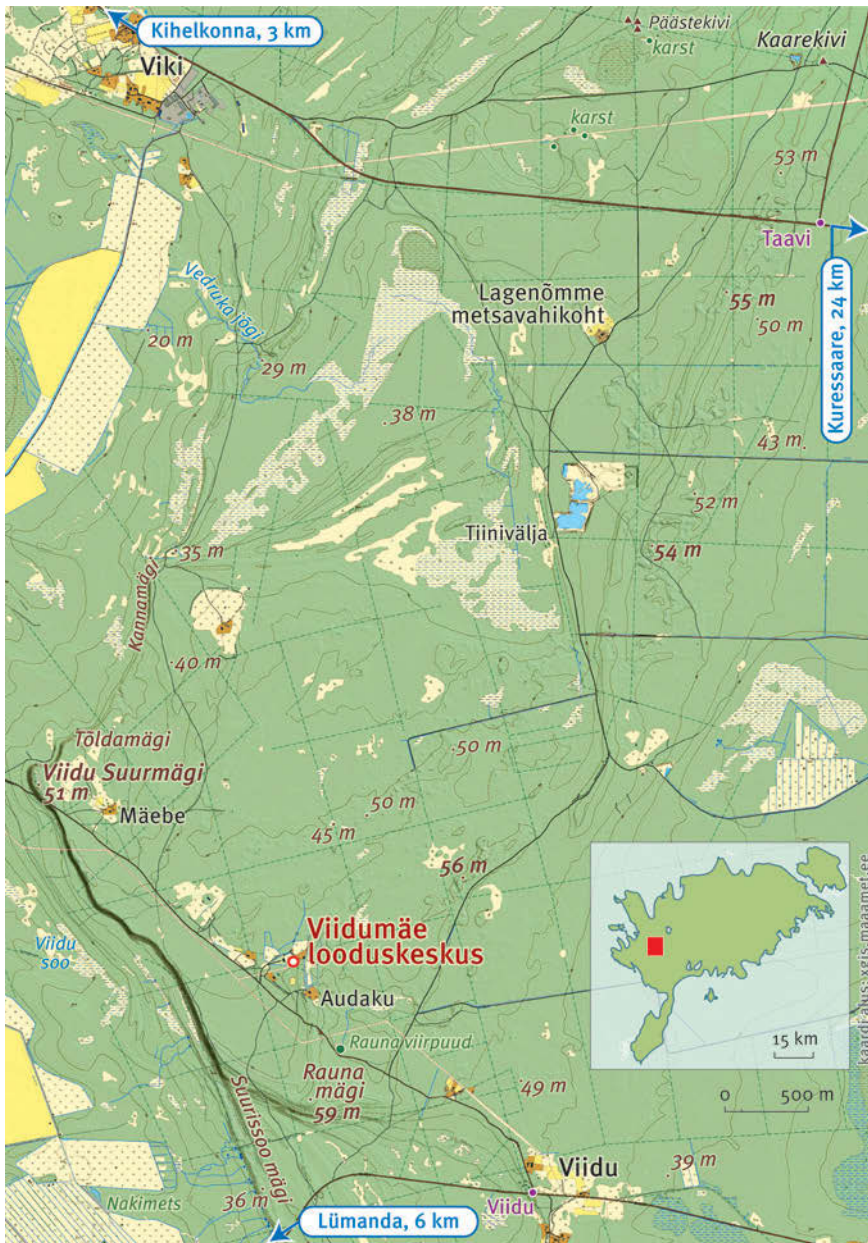 Kihelkonna, 3 km
Päästekivi
karst
Viki
Kaarekivi
karst
53 m
Taavi
Kuressaare, 24 km
Vedruka jõgi
Lagenõmme
metsavahikoht
55 m
50 m
20 m
29 m
38 m
43 m
52 m
Tiinivälja
54 m
35 m
Kannamägi
40 m
Tõldamägi
50 m
Viidu Suurmägi
51 m
Mäebe
50 m
45 m
56 m
Viidu
soo
Viidumäe
looduskeskus
Audaku
Rauna viirpuud
15 km
kaardi alus: xgis.maaamet.ee
Rauna
mägi
59 m
49 m
0 500 m
Suurissoo mägi
Viidu
39 m
36 m
Nakimets
Viidu
Lümanda, 6 km